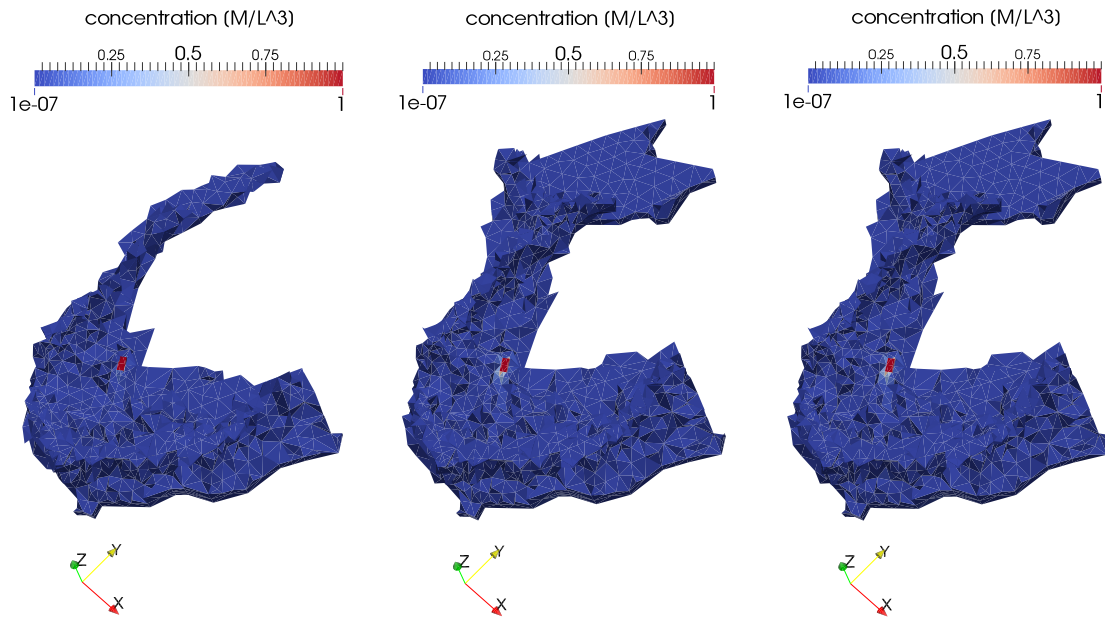 concentration (M/L^3)
0.25 0.5 0.75
1e-07 1
concentration (M/L^3)
0.25 0.5 0.75
1e-07 1
concentration (M/L^3)
0.25 0.5 0.75
1e-07 1
Z Y
X
Z Y
X
Z Y
X